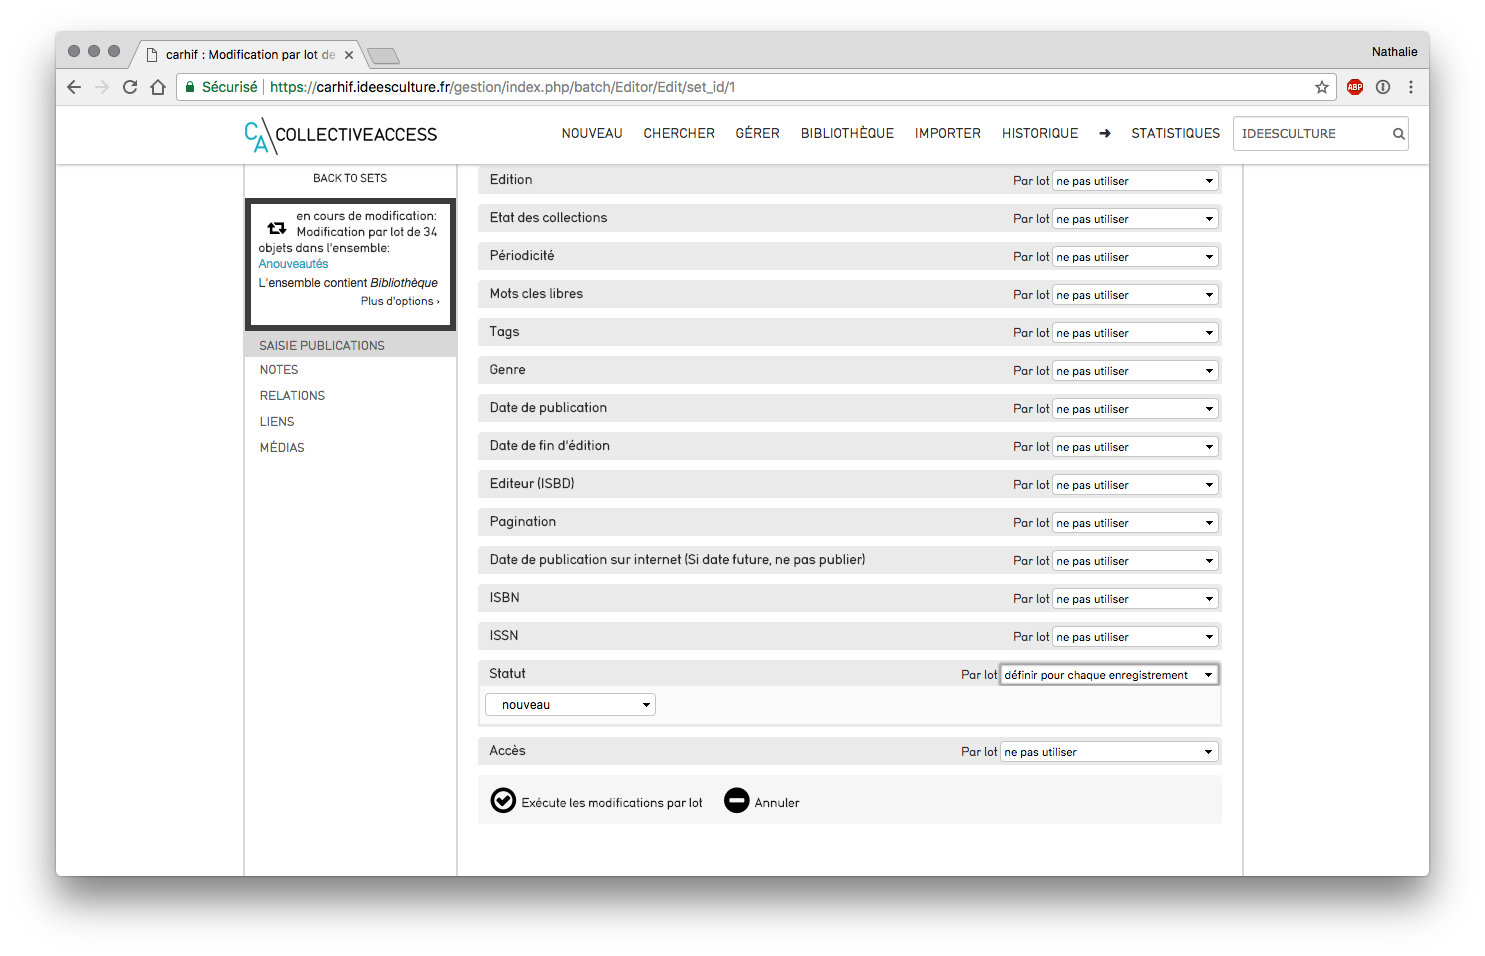 carhif : Modification par lot de
Nathalie
Sécurisé
https://carhif.ideesculture.fr/gestion/index.php/batch/Editor/Edit/set_id/1
ABP
CA COLLECTIVEACCESS
NOUVEAU CHERCHER GÉRER BIBLIOTHÈQUE IMPORTER HISTORIQUE → STATISTIQUES IDEESCULTURE
BACK TO SETS
en cours de modification:
Modification par lot de 34
objets dans l'ensemble:
Anouveautés
L'ensemble contient Bibliothèque
Plus d'options ›
SAISIE PUBLICATIONS
NOTES
RELATIONS
LIENS
MÉDIAS
Edition Par lot ne pas utiliser
Etat des collections Par lot ne pas utiliser
Périodicité Par lot ne pas utiliser
Mots cles libres Par lot ne pas utiliser
Tags Par lot ne pas utiliser
Genre Par lot ne pas utiliser
Date de publication Par lot ne pas utiliser
Date de fin d'édition Par lot ne pas utiliser
Editeur (ISBD) Par lot ne pas utiliser
Pagination Par lot ne pas utiliser
Date de publication sur internet (Si date future, ne pas publier) Par lot ne pas utiliser
ISBN Par lot ne pas utiliser
ISSN Par lot ne pas utiliser
Statut Par lot définir pour chaque enregistrement
nouveau
Accès Par lot ne pas utiliser
Exécute les modifications par lot Annuler